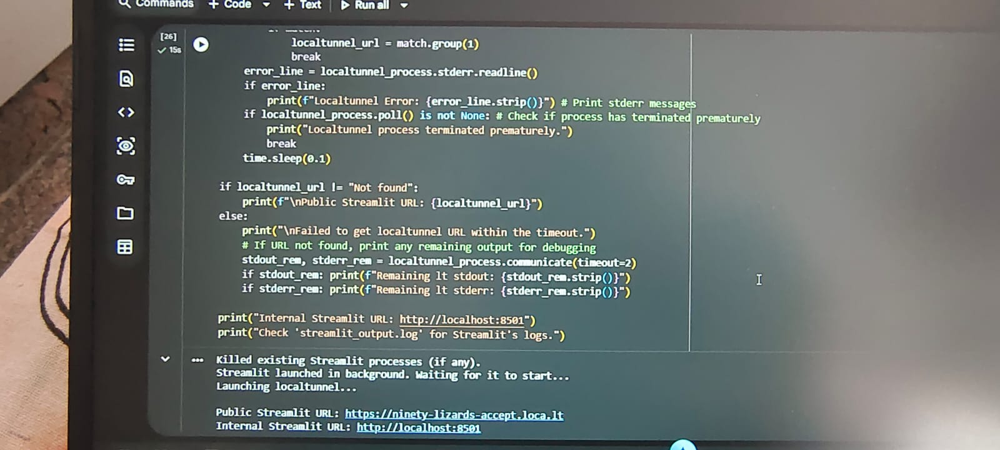 Commands + Code + Text Run all
[26]
15s
localtunnel_url = match.group(1)
break
error_line = localtunnel_process.stderr.readline()
if error_line:
print(f"Localtunnel Error: {error_line.strip()}") # Print stderr messages
if localtunnel_process.poll() is not None: # Check if process has terminated prematurely
print("Localtunnel process terminated prematurely.")
break
time.sleep(0.1)
if localtunnel_url != "Not found":
print(f"\nPublic Streamlit URL: {localtunnel_url}")
else:
print("\nFailed to get localtunnel URL within the timeout.")
# If URL not found, print any remaining output for debugging
stdout_rem, stderr_rem = localtunnel_process.communicate(timeout=2)
if stdout_rem: print(f"Remaining lt stdout: {stdout_rem.strip()}")
if stderr_rem: print(f"Remaining lt stderr: {stderr_rem.strip()}")
print("Internal Streamlit URL: http://localhost:8501")
print("Check 'streamlit_output.log' for Streamlit's logs.")
Killed existing Streamlit processes (if any).
Streamlit launched in background. Waiting for it to start...
Launching localtunnel...
Public Streamlit URL: https://ninety-lizards-accept.loca.lt
Internal Streamlit URL: http://localhost:8501